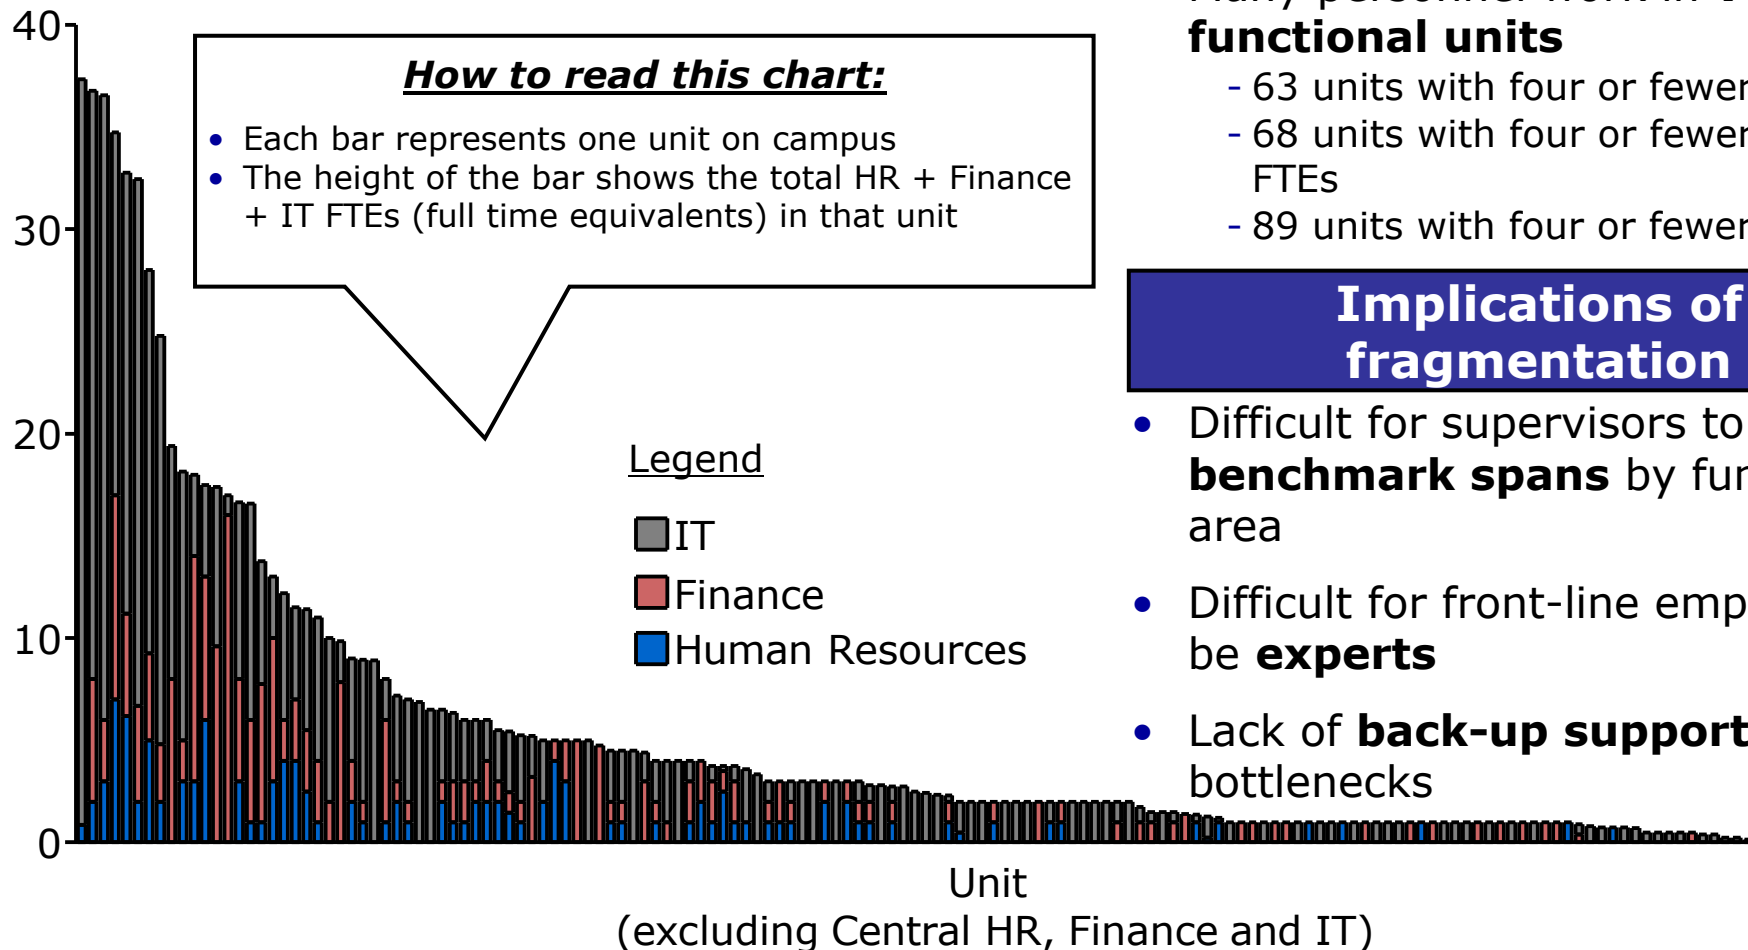 40
30
20
10
0
How to read this chart:
• Each bar represents one unit on campus
• The height of the bar shows the total HR + Finance
+ IT FTEs (full time equivalents) in that unit
Legend
IT
Finance
Human Resources
Unit
(excluding Central HR, Finance and IT)
Many personnel work in
functional units
- 63 units with four or fewer
- 68 units with four or fewer
FTEs
- 89 units with four or fewer
Implications of
fragmentation
• Difficult for supervisors to
benchmark spans by
area
• Difficult for front-line
be experts
• Lack of back-up support
bottlenecks